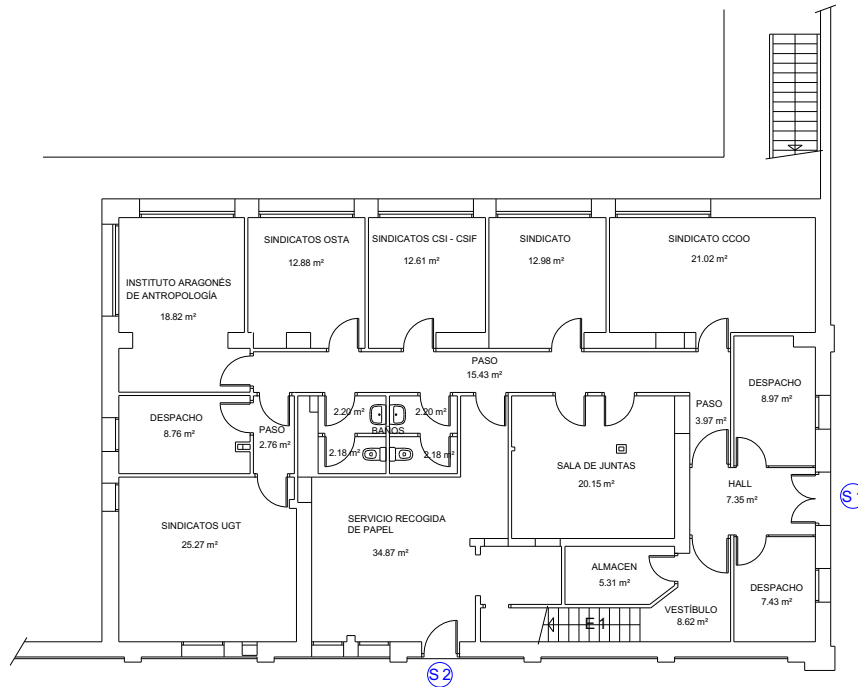 SINDICATOS OSTA
12.88 m²
SINDICATOS CSI - CSIF
12.61 m²
SINDICATO
12.98 m²
SINDICATO CCOO
21.02 m²
INSTITUTO ARAGONÉS
DE ANTROPOLOGÍA
18.82 m²
PASO
15.43 m²
DESPACHO
8.97 m²
DESPACHO
8.76 m²
PASO
2.76 m²
2.20 m²
2.20 m²
BAÑOS
2.18 m²
2.18 m²
PASO
3.97 m²
SALA DE JUNTAS
20.15 m²
HALL
7.35 m²
S 1
SINDICATOS UGT
25.27 m²
SERVICIO RECOGIDA
DE PAPEL
34.87 m²
ALMACEN
5.31 m²
DESPACHO
7.43 m²
VESTÍBULO
8.62 m²
E 1
S 2